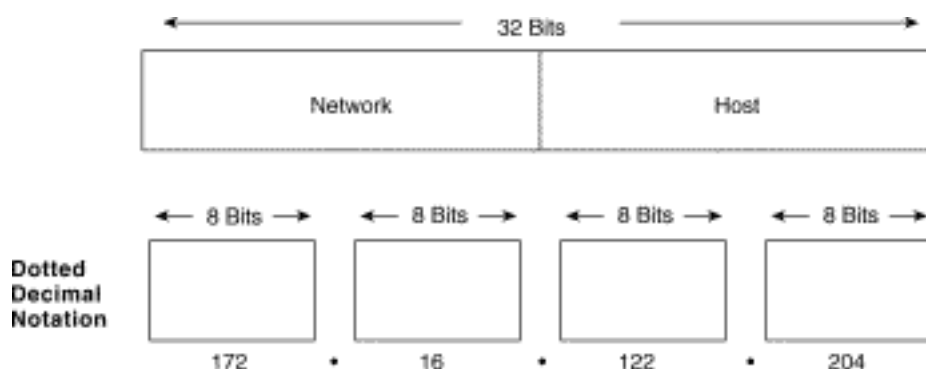 32 Bits
Network Host
8 Bits 8 Bits 8 Bits 8 Bits
Dotted
Decimal
Notation
172 • 16 • 122 • 204